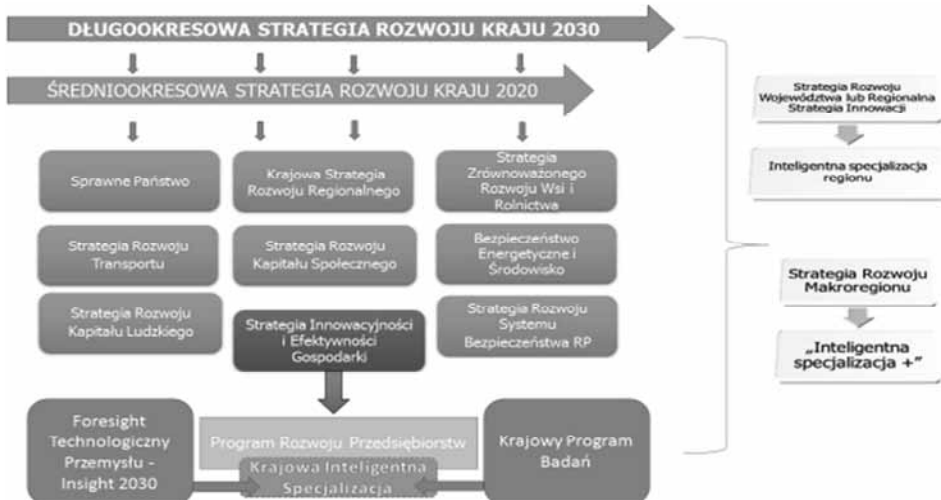 DŁUGOOKRESOWA STRATEGIA ROZWOJU KRAJU 2030
ŚREDNIOOKRESOWA STRATEGIA ROZWOJU KRAJU 2020
Sprawne Państwo
Krajowa Strategia
Rozwoju Regionalnego
Strategia
Zrównoważonego
Rozwoju Wsi i
Rolnictwa
Strategia Rozwoju
Transportu
Strategia Rozwoju
Kapitału Społecznego
Bezpieczeństwo
Energetyczne i
Środowisko
Strategia Rozwoju
Kapitału Ludzkiego
Strategia Innowacyjności
i Efektywności
Gospodarki
Strategia Rozwoju
Systemu
Bezpieczeństwa RP
Foresight
Technologiczny
Przemysłu -
Insight 2030
Program Rozwoju Przedsiębiorstw
Krajowa Inteligentna
Specjalizacja
Krajowy Program
Badań
Strategia Rozwoju
Województwa lub Regionalna
Strategia Innowacji
Inteligentna specjalizacja
regionu
Strategia Rozwoju
Makroregionu
„Inteligentna
specjalizacja +”